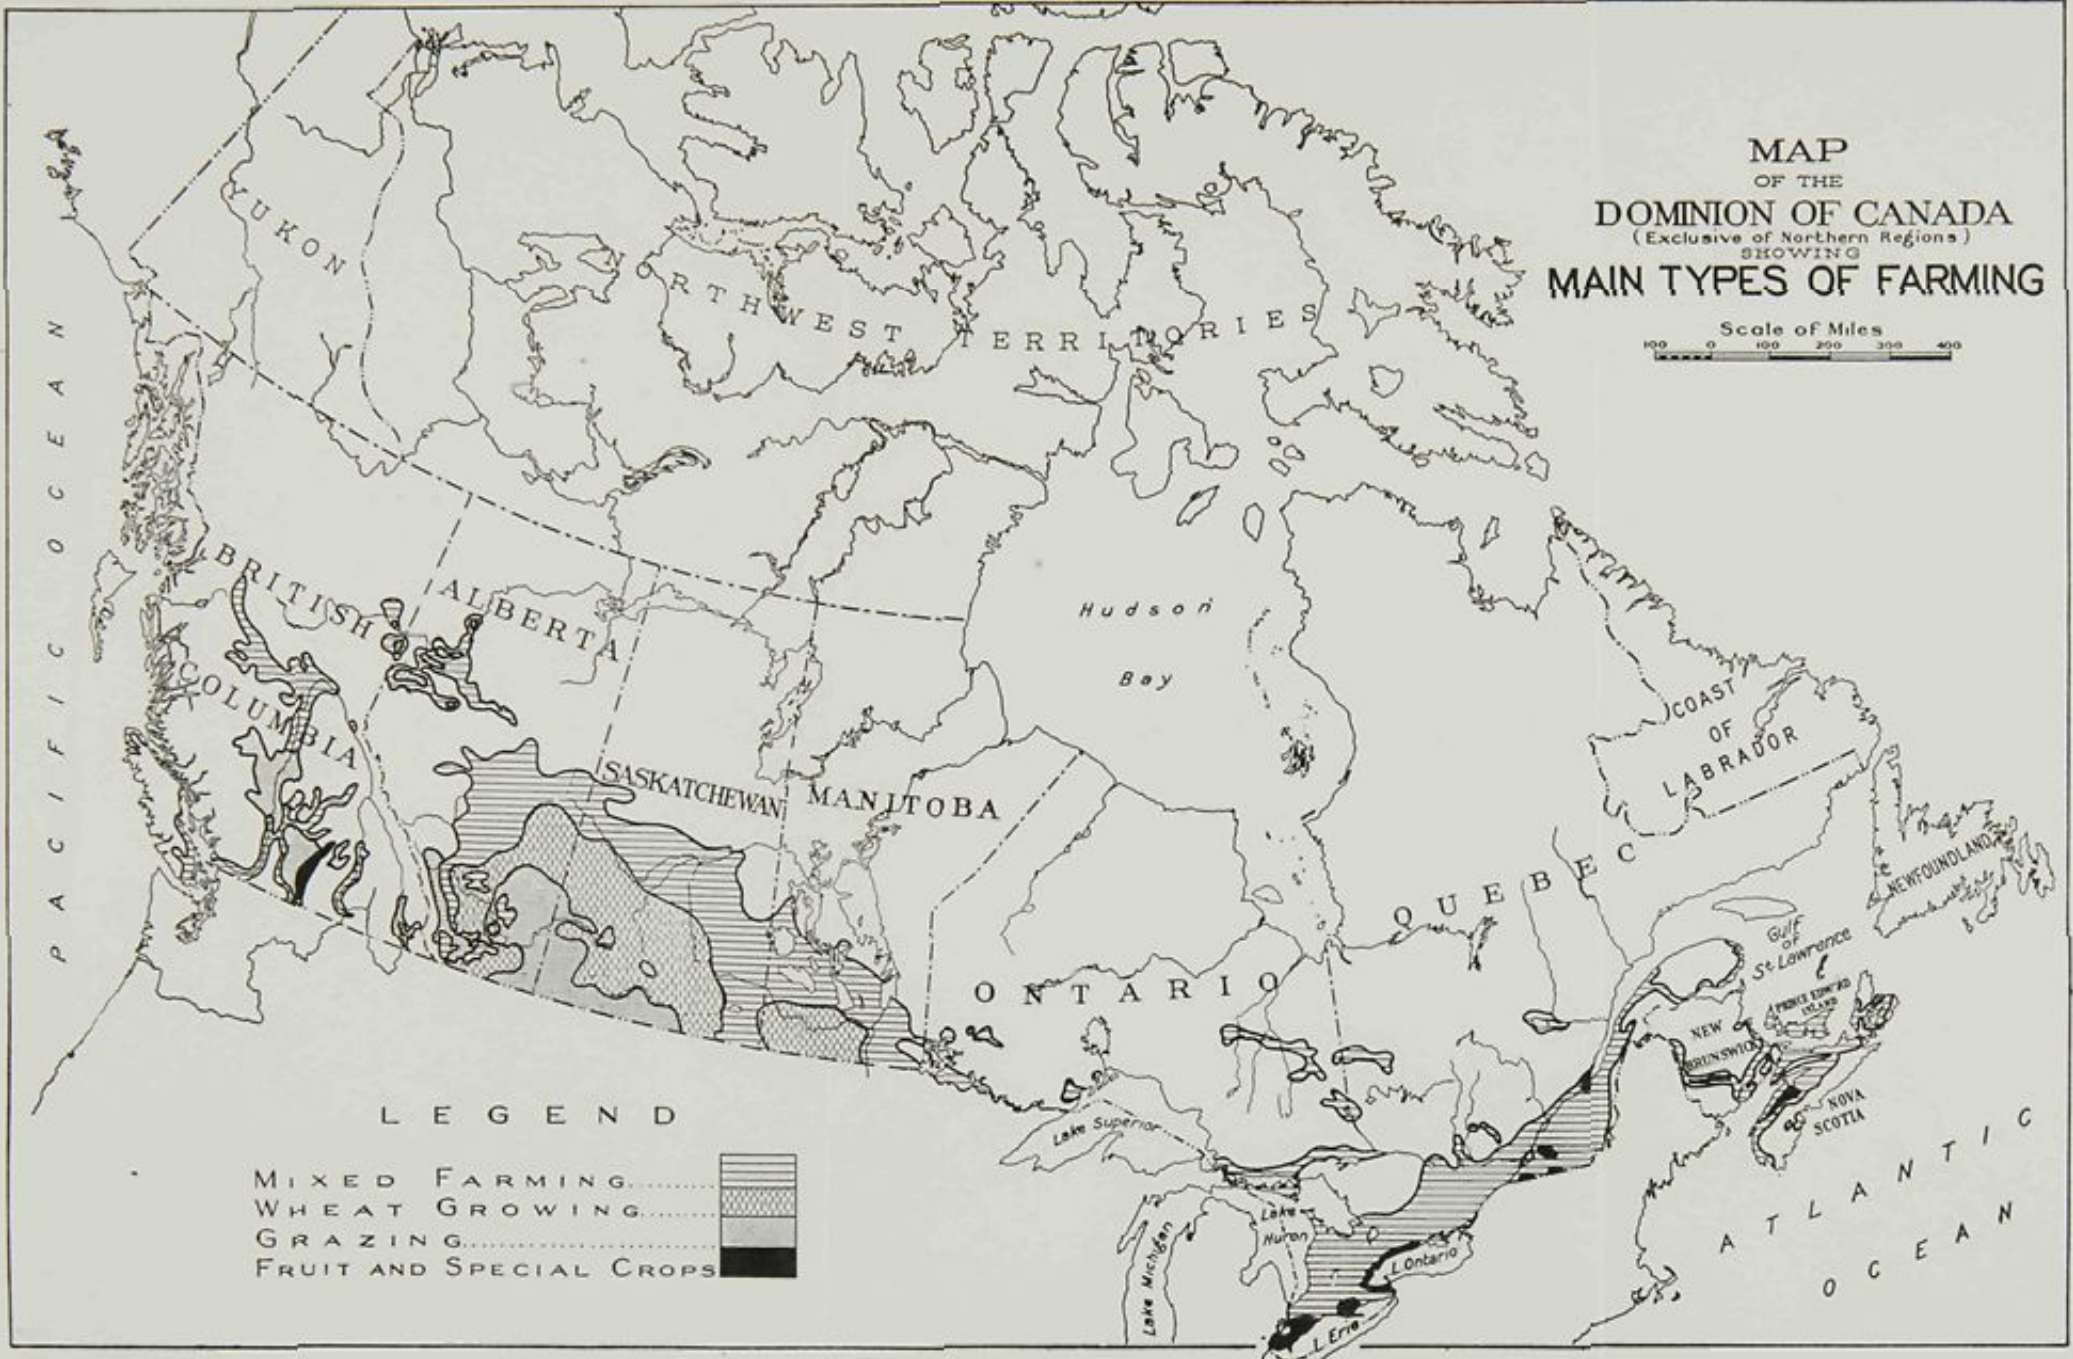 MAP
OF THE
DOMINION OF CANADA
(Exclusive of Northern Regions)
SHOWING
MAIN TYPES OF FARMING
Scale of Miles
100 0 100 200 300 400
YUKON
NORTHWEST TERRITORIES
PACIFIC OCEAN
BRITISH
COLUMBIA
ALBERTA
SASKATCHEWAN
MANITOBA
Hudson
Bay
COAST
OF
LABRADOR
NEWFOUNDLAND
QUEBEC
ONTARIO
Gulf
of
St Lawrence
PRINCE EDWARD
ISLAND
NEW
BRUNSWICK
NOVA
SCOTIA
Lake Superior
Lake Michigan
Lake
Huron
L Ontario
L Erie
ATLANTIC
OCEAN
LEGEND
MIXED FARMING
WHEAT GROWING
GRAZING
FRUIT AND SPECIAL CROPS